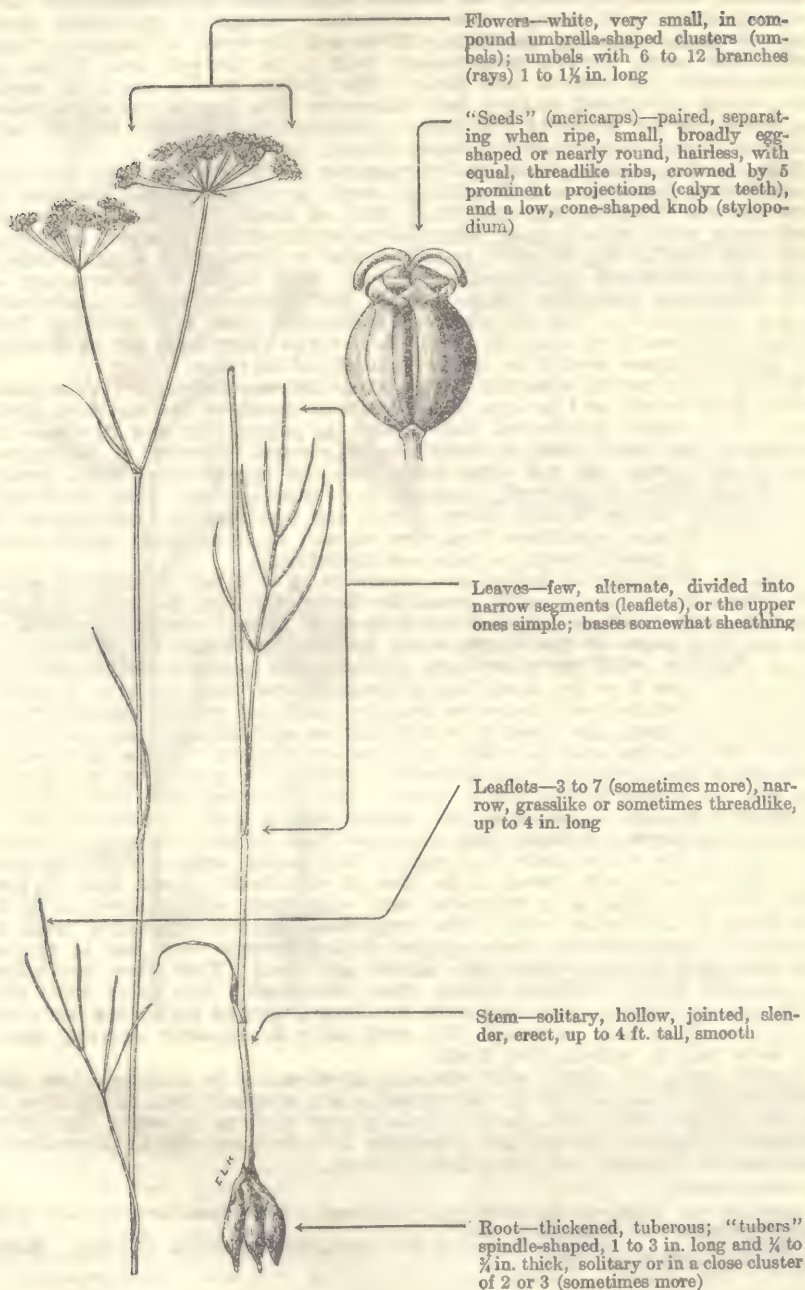 Flowers—white, very small, in com-
pound umbrella-shaped clusters (um-
bels); umbels with 6 to 12 branches
(rays) 1 to 1½ in. long
“Seeds” (mericarps)—paired, separat-
ing when ripe, small, broadly egg-
shaped or nearly round, hairless, with
equal, threadlike ribs, crowned by 5
prominent projections (calyx teeth),
and a low, cone-shaped knob (stylopo-
dium)
Leaves—few, alternate, divided into
narrow segments (leaflets), or the upper
ones simple; bases somewhat sheathing
Leaflets—3 to 7 (sometimes more), nar-
row, grasslike or sometimes threadlike,
up to 4 in. long
Stem—solitary, hollow, jointed, slen-
der, erect, up to 4 ft. tall, smooth
ELK
Root—thickened, tuberous; “tubers”
spindle-shaped, 1 to 3 in. long and ¼ to
¾ in. thick, solitary or in a close cluster
of 2 or 3 (sometimes more)